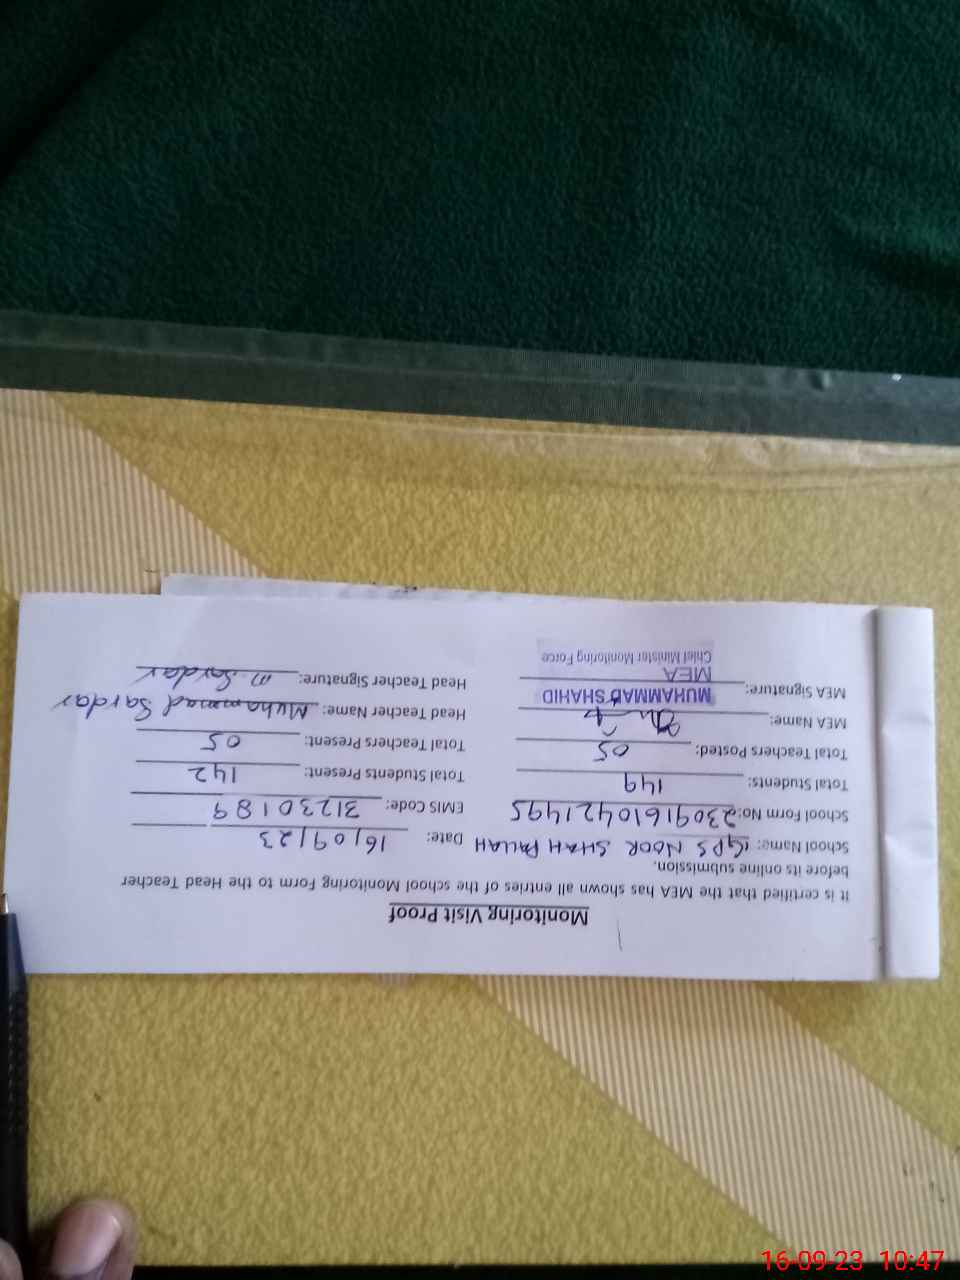 Monitoring Visit Proof
It is certified that the MEA has shown all entries of the school Monitoring Form to the Head Teacher
before its online submission.
School Name: GPS NOOR SHAH PALLAH Date: 16/09/23
School Form No: 23091610421495 EMIS Code: 31230189
Total Students: 149 Total Students Present: 142
Total Teachers Posted: 05 Total Teachers Present: 05
MEA Name: Head Teacher Name: Muhammad Sardar
MEA Signature: MUHAMMAD SHAHID Head Teacher Signature: M. Sardar
MEA
Chief Minister Monitoring Force
16-09-23 10:47